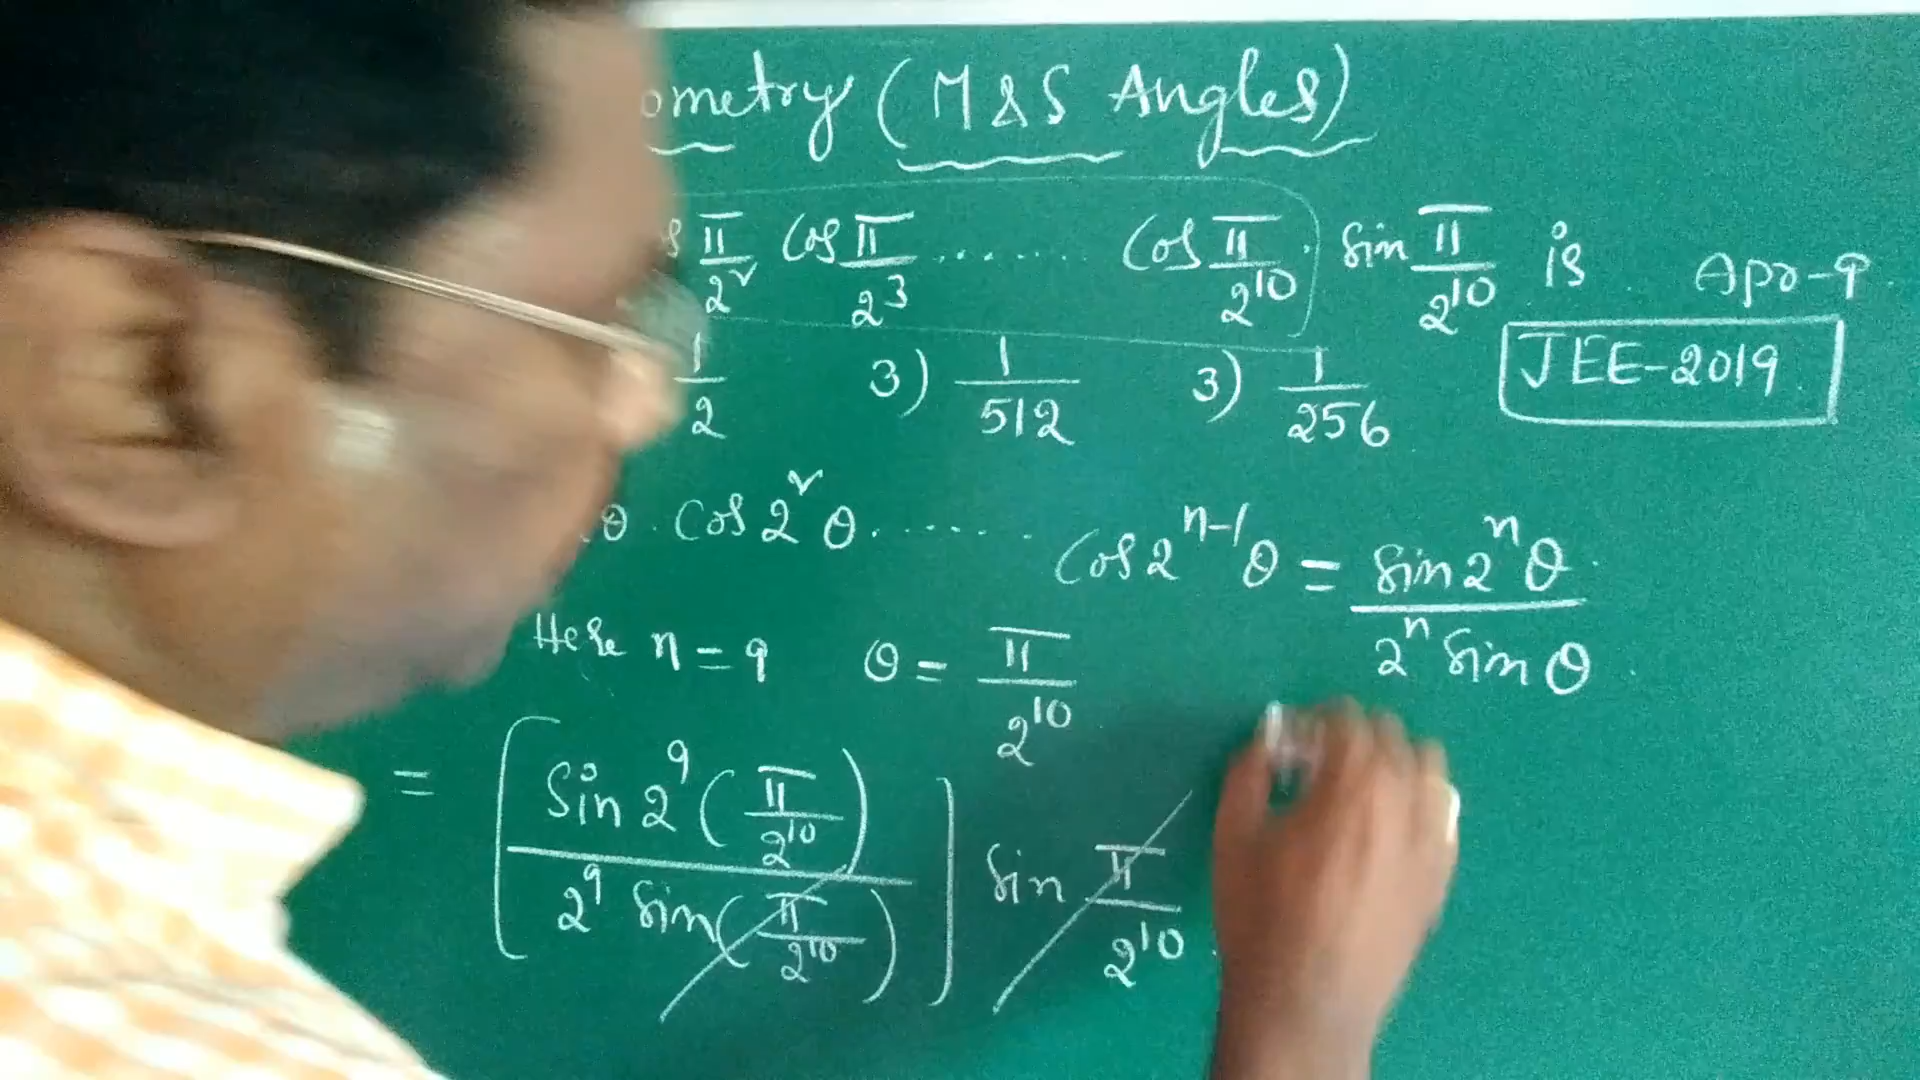 ometry (M & S Angles)
π/2² Cos π/2³ ....... Cos π/2¹⁰ . Sin π/2¹⁰ is Apr-9
1/2 3) 1/512 3) 1/256 JEE-2019
θ . Cos 2²θ. ...... Cos 2ⁿ⁻¹θ = Sin 2ⁿθ / 2ⁿ Sin θ
Here n = 9 θ = π/2¹⁰
= [ Sin 2⁹ (π/2¹⁰) / 2⁹ Sin (π/2¹⁰) ] Sin π/2¹⁰